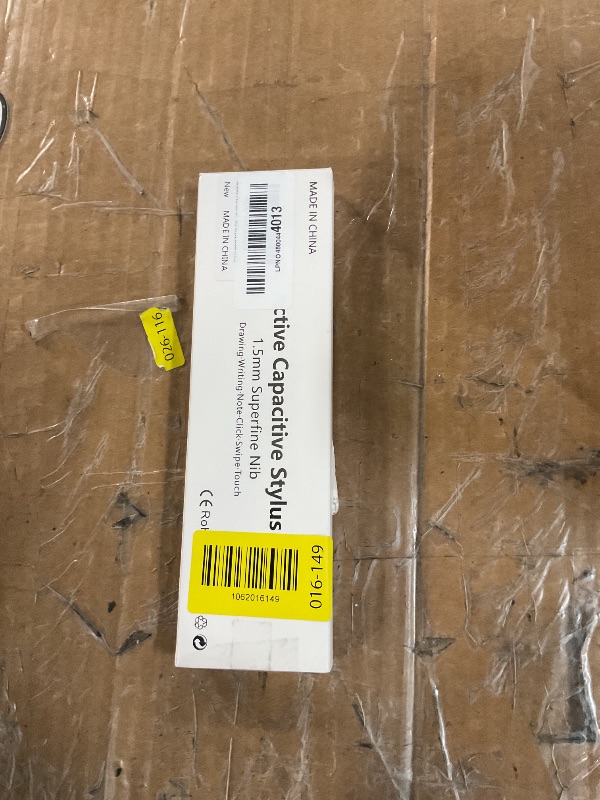 MADE IN CHINA
4013
New
MADE IN CHINA
ctive Capacitive Stylus
1.5mm Superfine Nib
Drawing·Writing·Note·Click·Swipe·Touch
CE RoH
016-149
1062016149
026-116